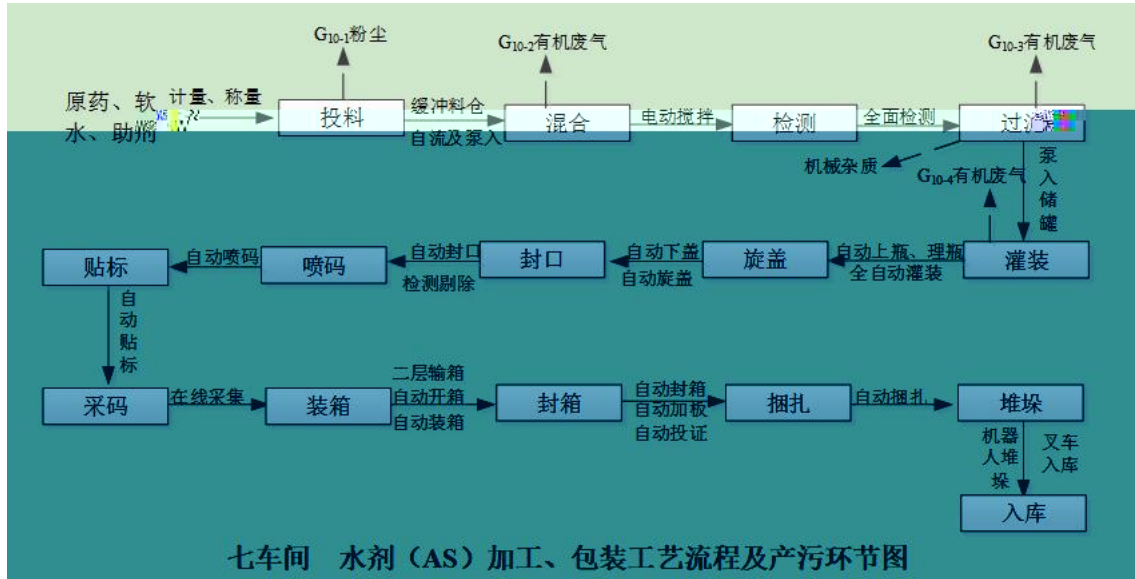 G10-1粉尘
G10-2有机废气
G10-3有机废气
原药、软
水、助剂
计量、称量
投料
缓冲料仓
自流及泵入
混合
电动搅拌
检测
全面检测
过滤
机械杂质
G10-4有机废气
泵入储罐
贴标
自动喷码
喷码
自动封口
检测剔除
封口
自动下盖
自动旋盖
旋盖
自动上瓶、理瓶
全自动灌装
灌装
自动贴标
采码
在线采集
装箱
二层输箱
自动开箱
自动装箱
封箱
自动封箱
自动加板
自动投证
捆扎
自动捆扎
堆垛
机器
人堆
垛
叉车
入库
入库
七车间 水剂（AS）加工、包装工艺流程及产污环节图